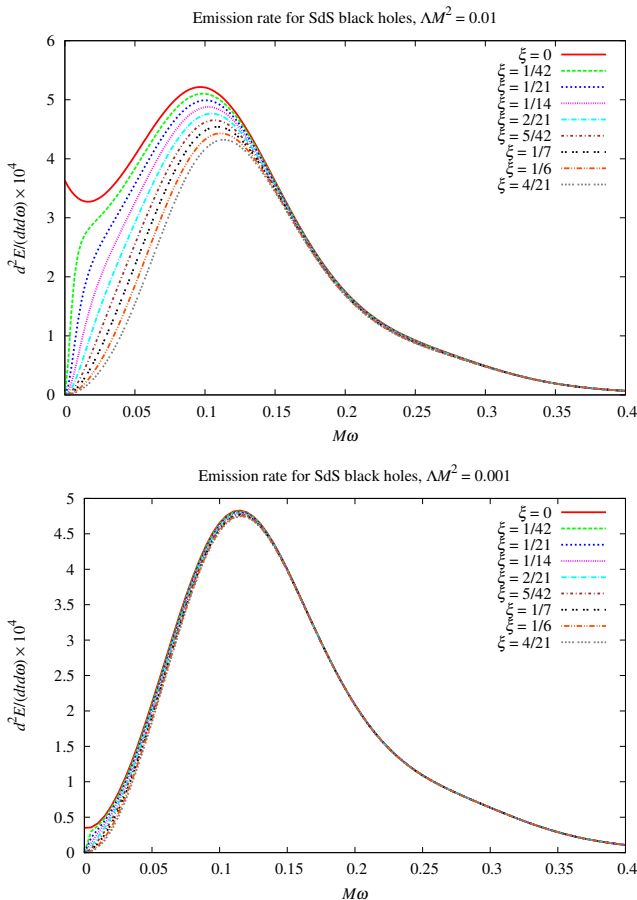 Emission rate for SdS black holes, ΛM² = 0.01
6
5
4
3
2
1
0
d²E/(dtdω) × 10⁴
ξ = 0
ξ = 1/42
ξ = 1/21
ξ = 1/14
ξ = 2/21
ξ = 5/42
ξ = 1/7
ξ = 1/6
ξ = 4/21
0 0.05 0.1 0.15 0.2 0.25 0.3 0.35 0.4
Mω
Emission rate for SdS black holes, ΛM² = 0.001
5
4.5
4
3.5
3
2.5
2
1.5
1
0.5
0
d²E/(dtdω) × 10⁴
ξ = 0
ξ = 1/42
ξ = 1/21
ξ = 1/14
ξ = 2/21
ξ = 5/42
ξ = 1/7
ξ = 1/6
ξ = 4/21
0 0.05 0.1 0.15 0.2 0.25 0.3 0.35 0.4
Mω